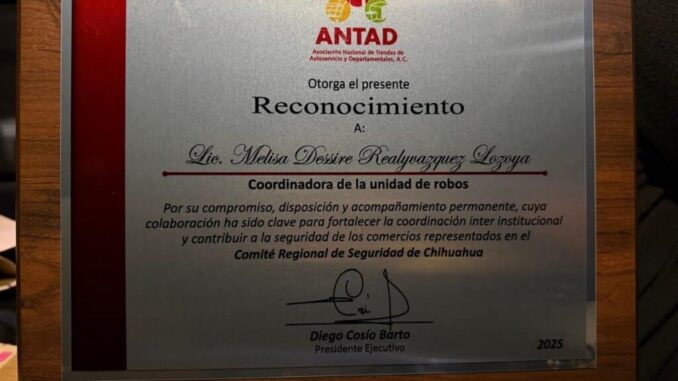 ANTAD
Asociación Nacional de Tiendas de
Autoservicio y Departamentales, A.C.
Otorga el presente
Reconocimiento
A:
Lic. Melisa Dessire Realyvazquez Lozoya
Coordinadora de la unidad de robos
Por su compromiso, disposición y acompañamiento permanente, cuya
colaboración ha sido clave para fortalecer la coordinación inter institucional
y contribuir a la seguridad de los comercios representados en el
Comité Regional de Seguridad de Chihuahua
Diego Cosío Barto
Presidente Ejecutivo
2025